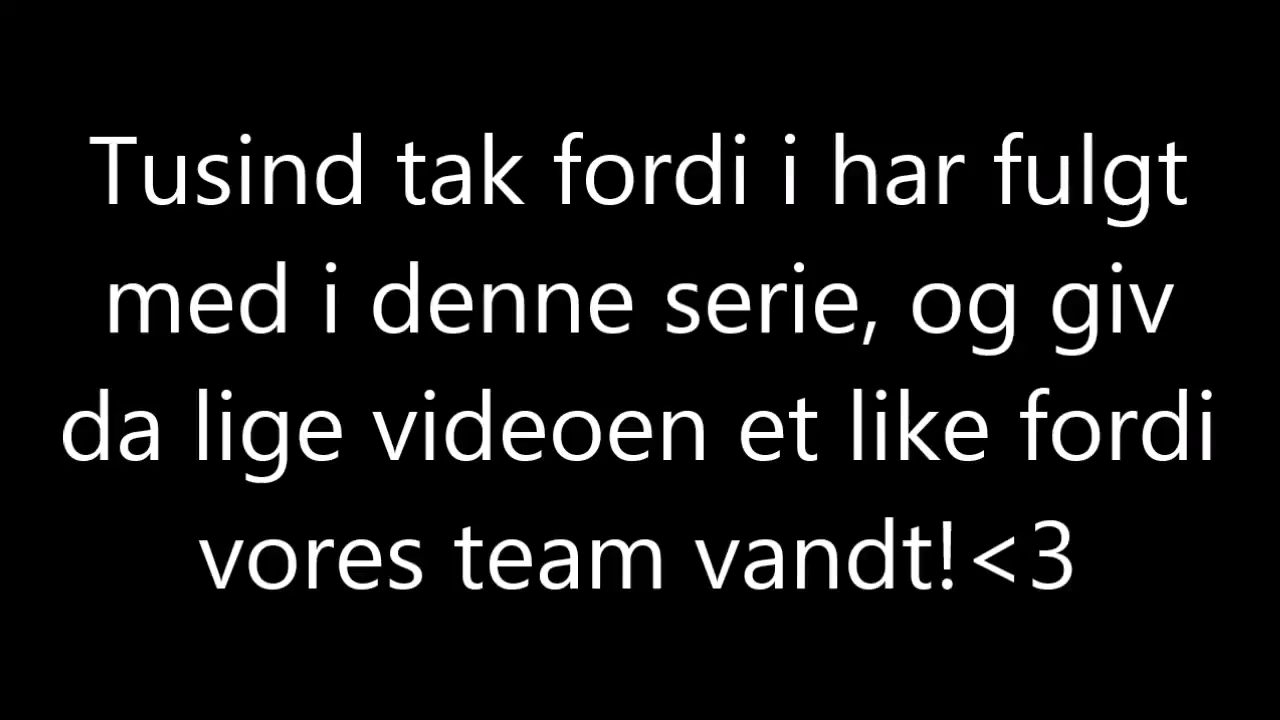 Tusind tak fordi i har fulgt
med i denne serie, og giv
da lige videoen et like fordi
vores team vandt!<3